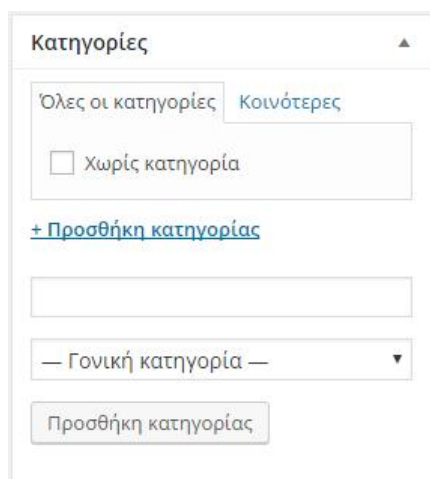 Κατηγορίες
Όλες οι κατηγορίες Κοινότερες
Χωρίς κατηγορία
+ Προσθήκη κατηγορίας
— Γονική κατηγορία —
Προσθήκη κατηγορίας